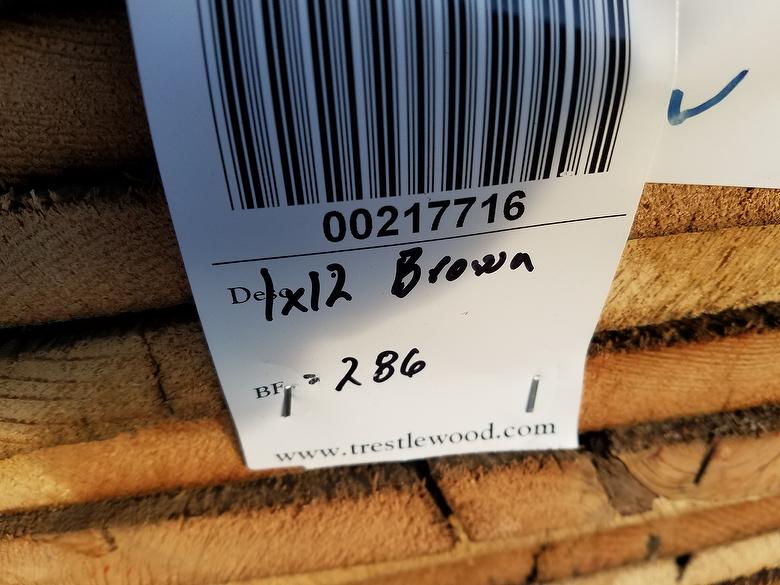 00217716
Desc 1x12 Brown
BF = 286
www.trestlewood.com